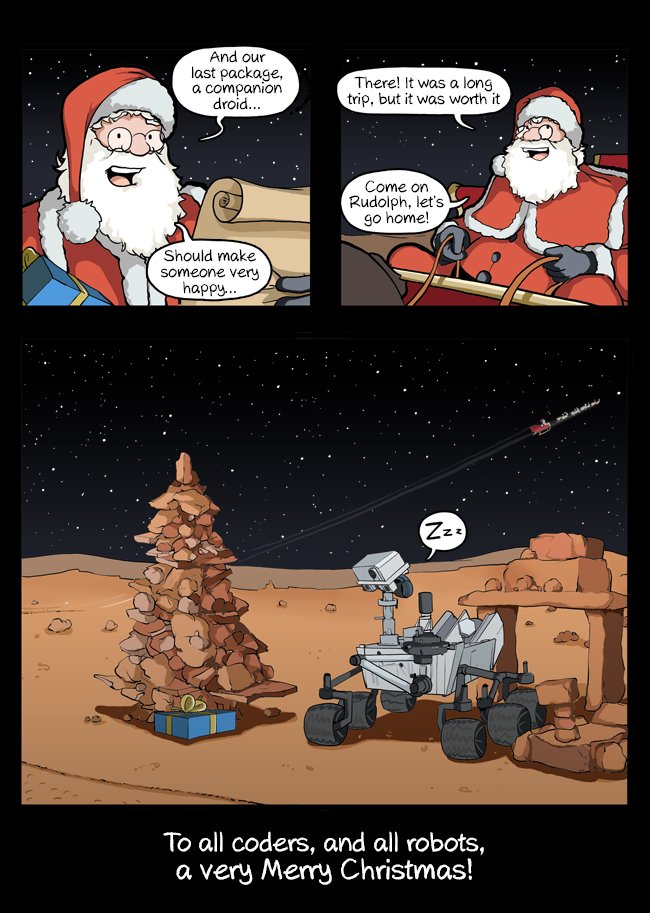 And our
last package,
a companion
droid...
Should make
someone very
happy...
There! It was a long
trip, but it was worth it
Come on
Rudolph, let's
go home!
Zzz
To all coders, and all robots,
a very Merry Christmas!